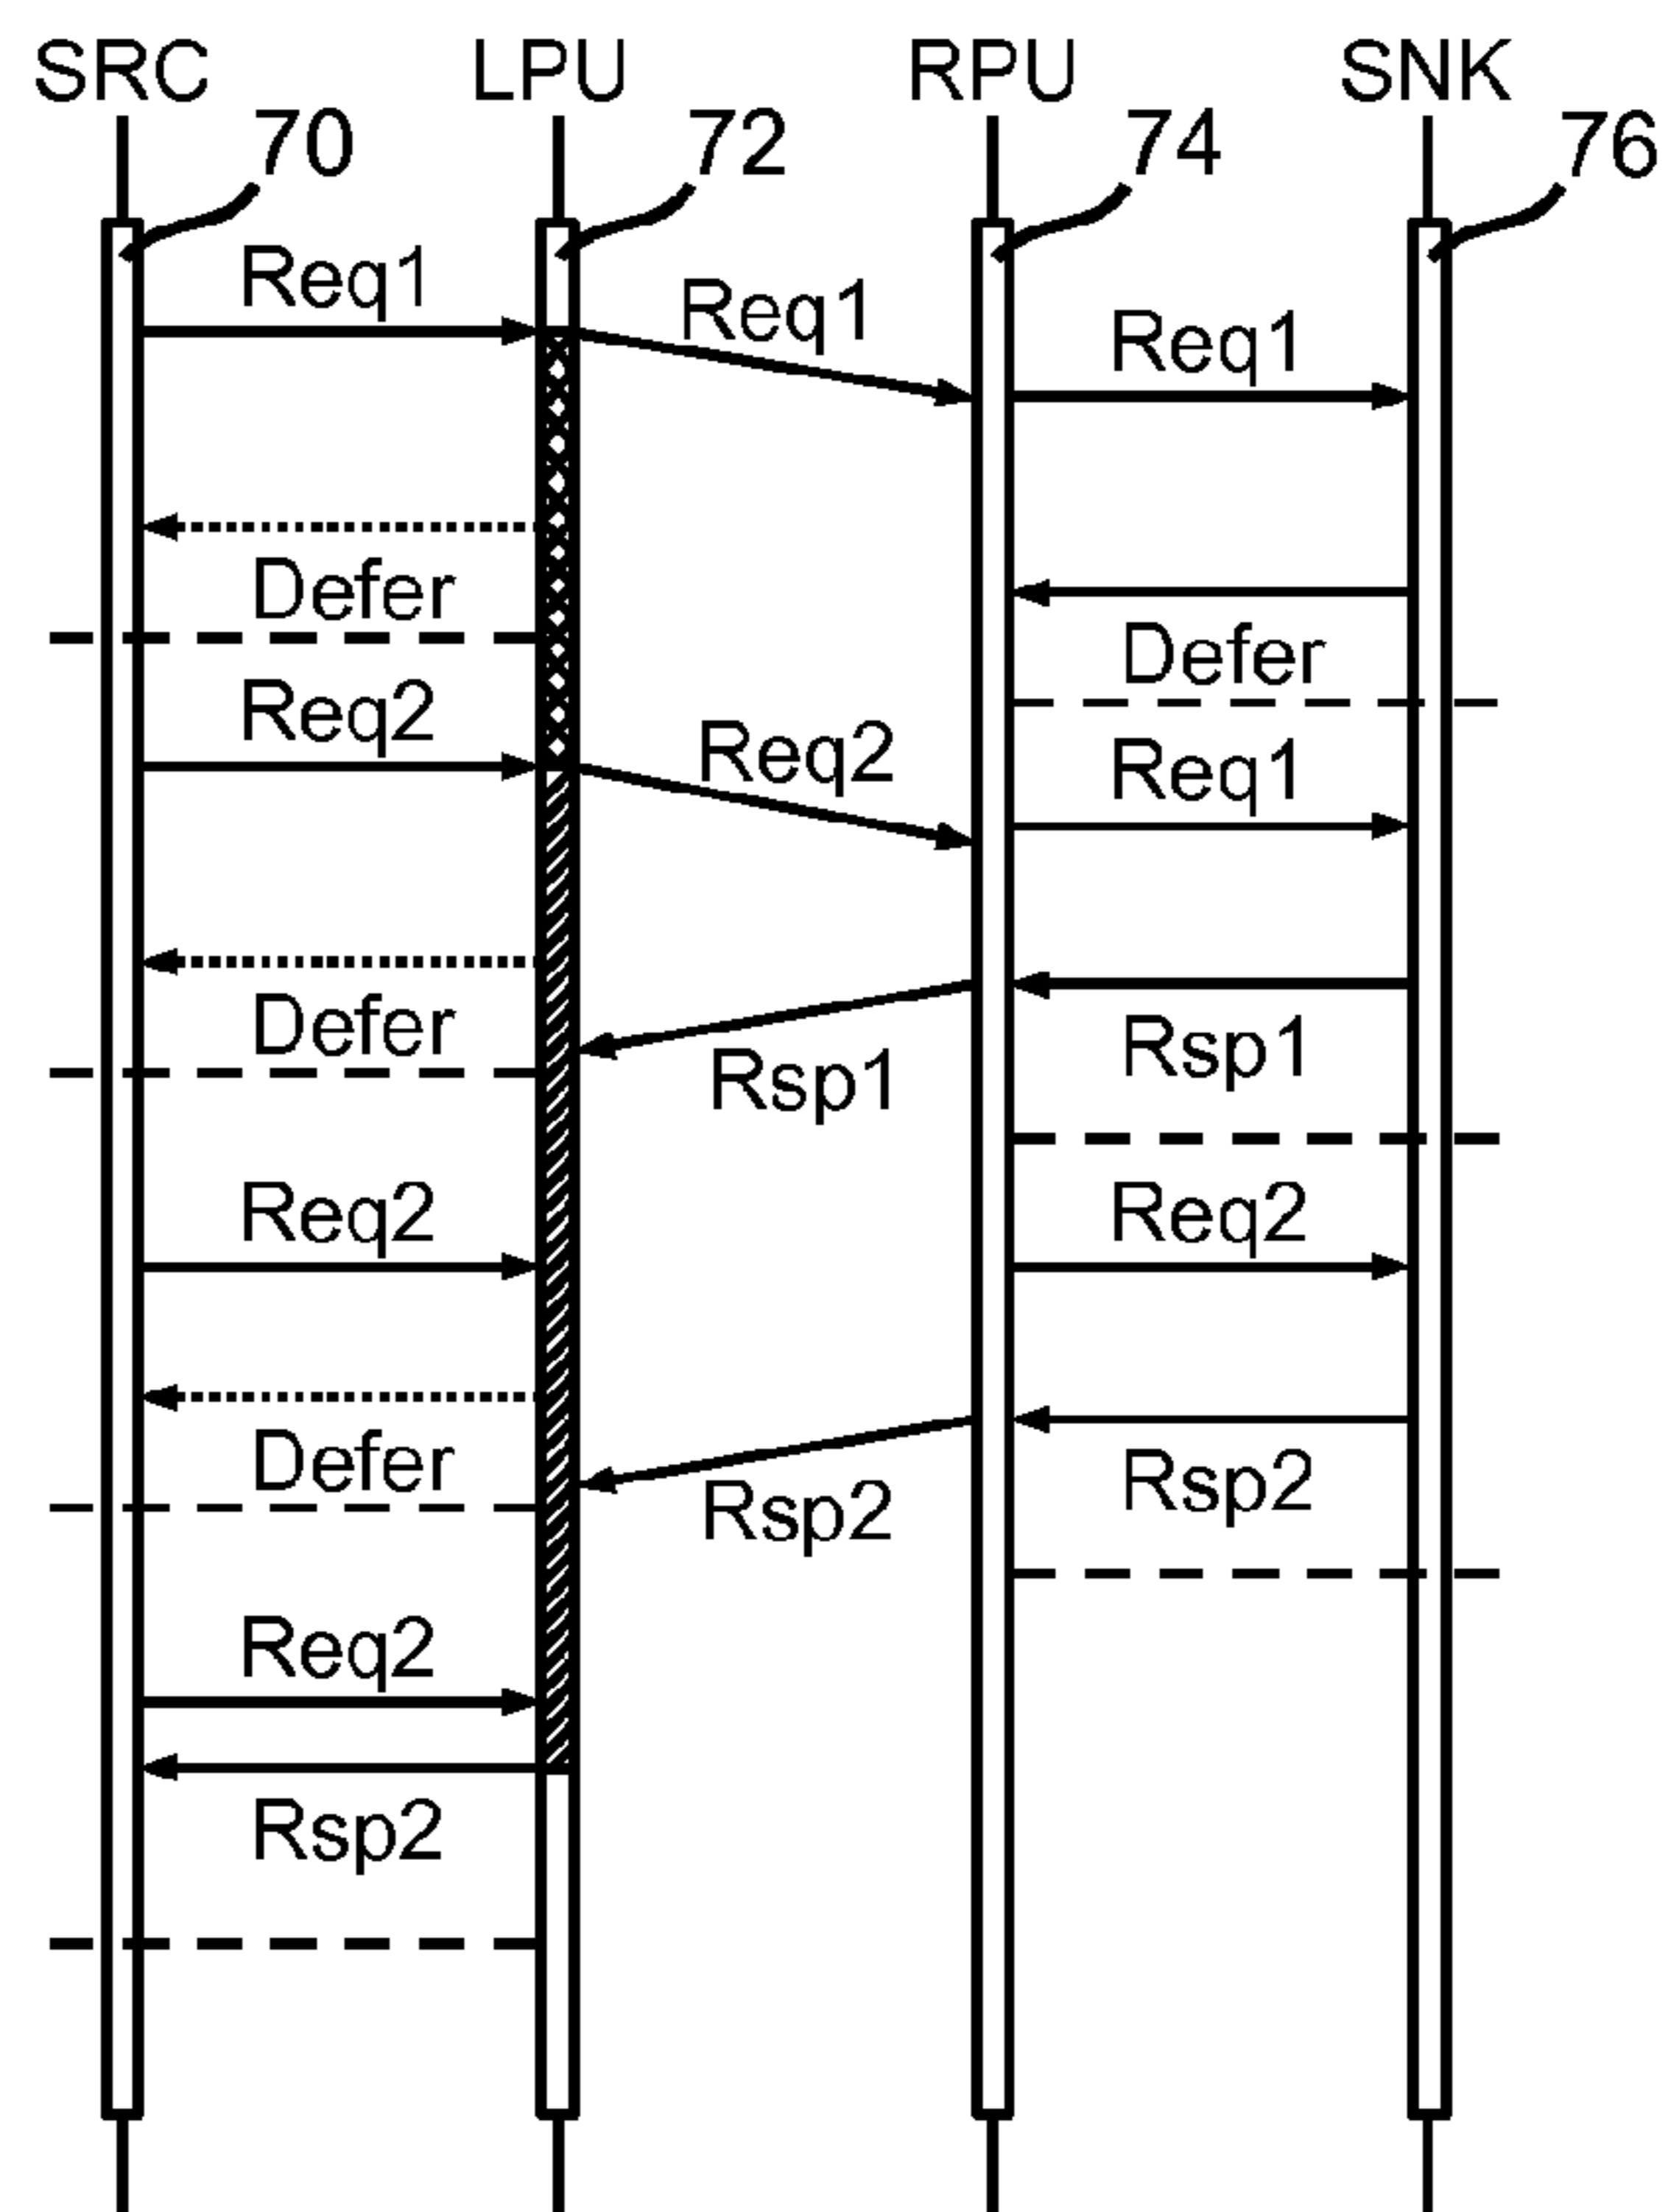 SRC LPU RPU SNK
70 72 74 76
Req1 Req1 Req1
Defer Defer
Req2 Req2 Req1
Defer Rsp1 Rsp1
Req2 Req2
Defer Rsp2 Rsp2
Req2
Rsp2